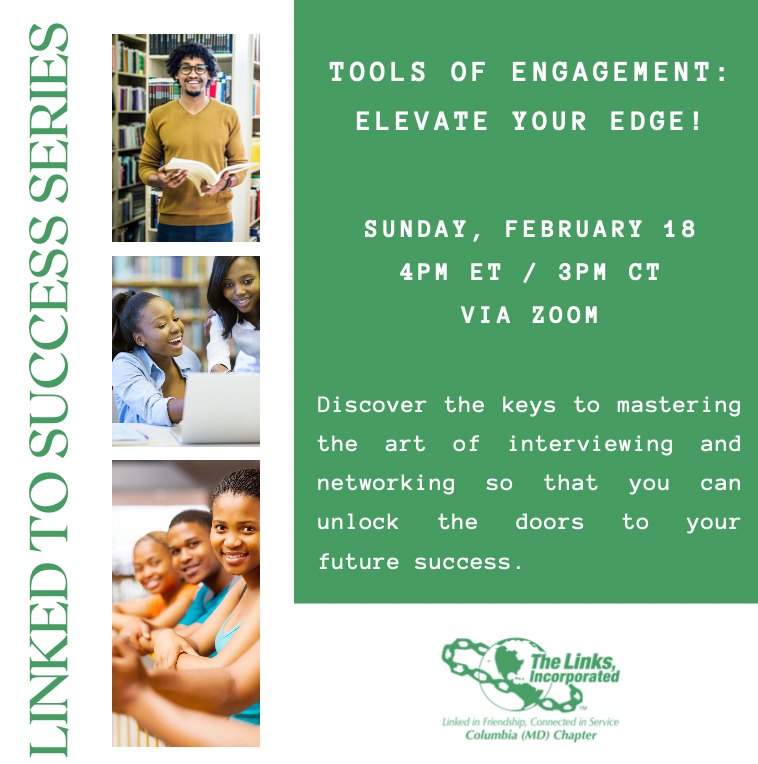 LINKED TO SUCCESS SERIES
TOOLS OF ENGAGEMENT:
ELEVATE YOUR EDGE!
SUNDAY, FEBRUARY 18
4PM ET / 3PM CT
VIA ZOOM
Discover the keys to mastering
the art of interviewing and
networking so that you can
unlock the doors to your
future success.
The Links,
Incorporated
TM
Linked in Friendship, Connected in Service
Columbia (MD) Chapter